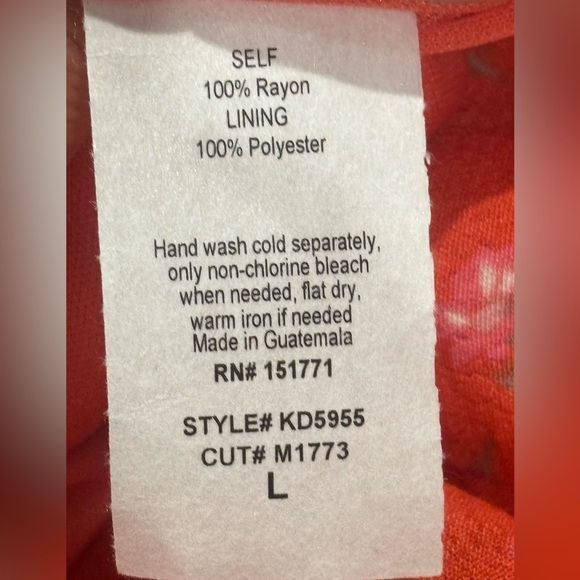 SELF
100% Rayon
LINING
100% Polyester
Hand wash cold separately,
only non-chlorine bleach
when needed, flat dry,
warm iron if needed
Made in Guatemala
RN# 151771
STYLE# KD5955
CUT# M1773
L